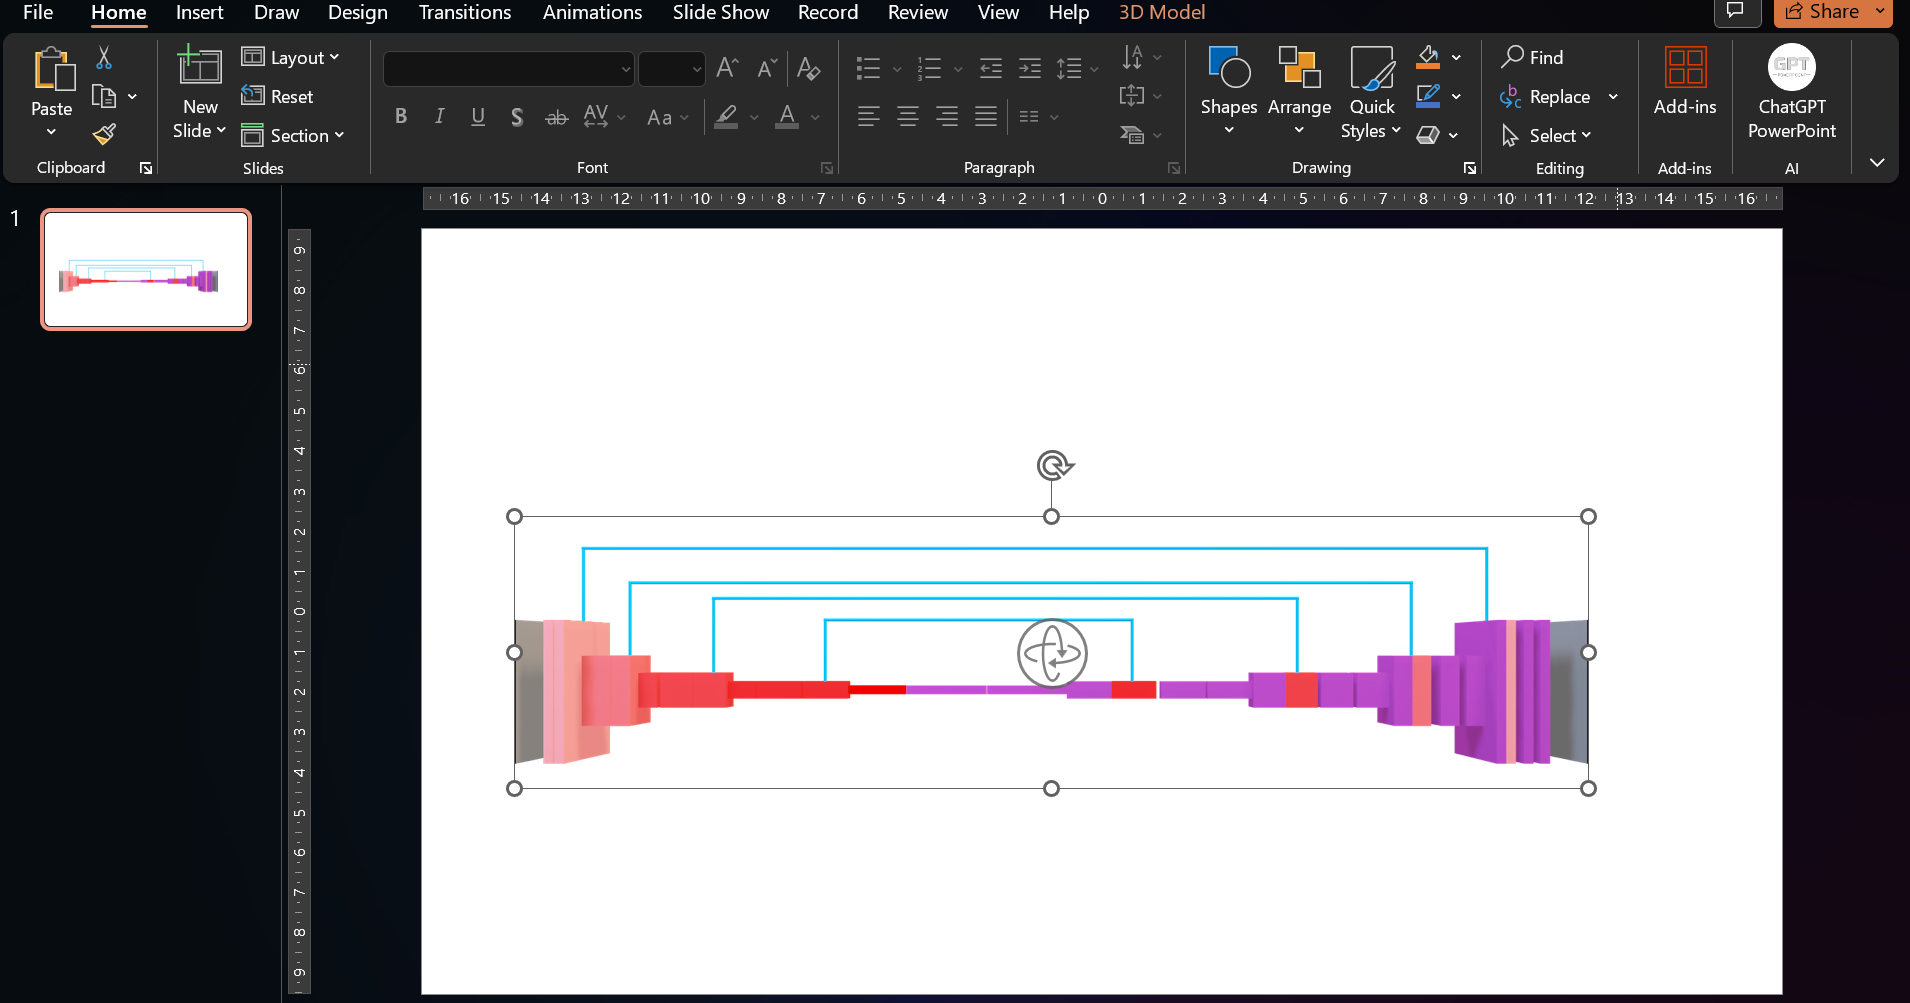 File Home Insert Draw Design Transitions Animations Slide Show Record Review View Help 3D Model Share
Paste
Clipboard
New
Slide
Layout
Reset
Section
Slides
B I U S ab AV Aa A
Font
Paragraph
Shapes
Arrange
Quick
Styles
Drawing
Find
Replace
Select
Editing
Add-ins
Add-ins
GPT
ChatGPT
PowerPoint
AI
1
16 15 14 13 12 11 10 9 8 7 6 5 4 3 2 1 0 1 2 3 4 5 6 7 8 9 10 11 12 13 14 15 16
9
8
7
6
5
4
3
2
1
0
1
2
3
4
5
6
7
8
9